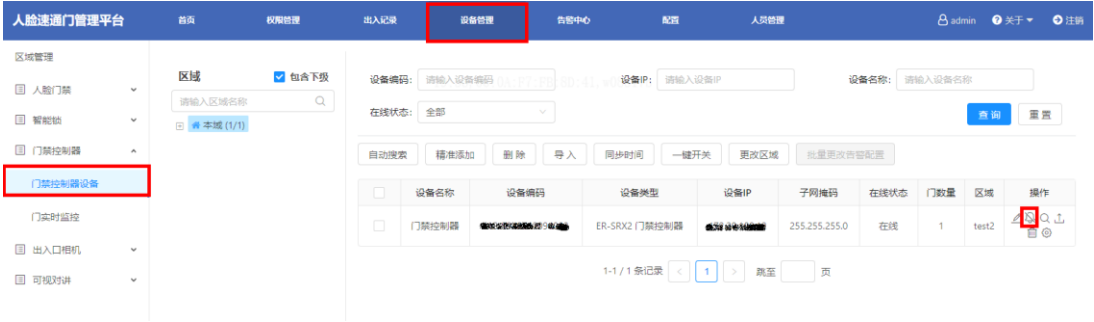 人脸速通门管理平台 首页 权限管理 出入记录 设备管理 告警中心 配置 人员管理 admin 关于 注销
区域管理
人脸门禁
智能锁
门禁控制器
门禁控制器设备
门实时监控
出入口相机
可视对讲
区域 包含下级
请输入区域名称
本域 (1/1)
设备编码: 请输入设备编码 设备IP: 请输入设备IP 设备名称: 请输入设备名称
在线状态: 全部 查询 重置
自动搜索 精准添加 删除 导入 同步时间 一键开关 更改区域 批量更改告警配置
设备名称 设备编码 设备类型 设备IP 子网掩码 在线状态 门数量 区域 操作
门禁控制器 ER-SRX2 门禁控制器 255.255.255.0 在线 1 test2
1-1 / 1 条记录 < 1 > 跳至 页